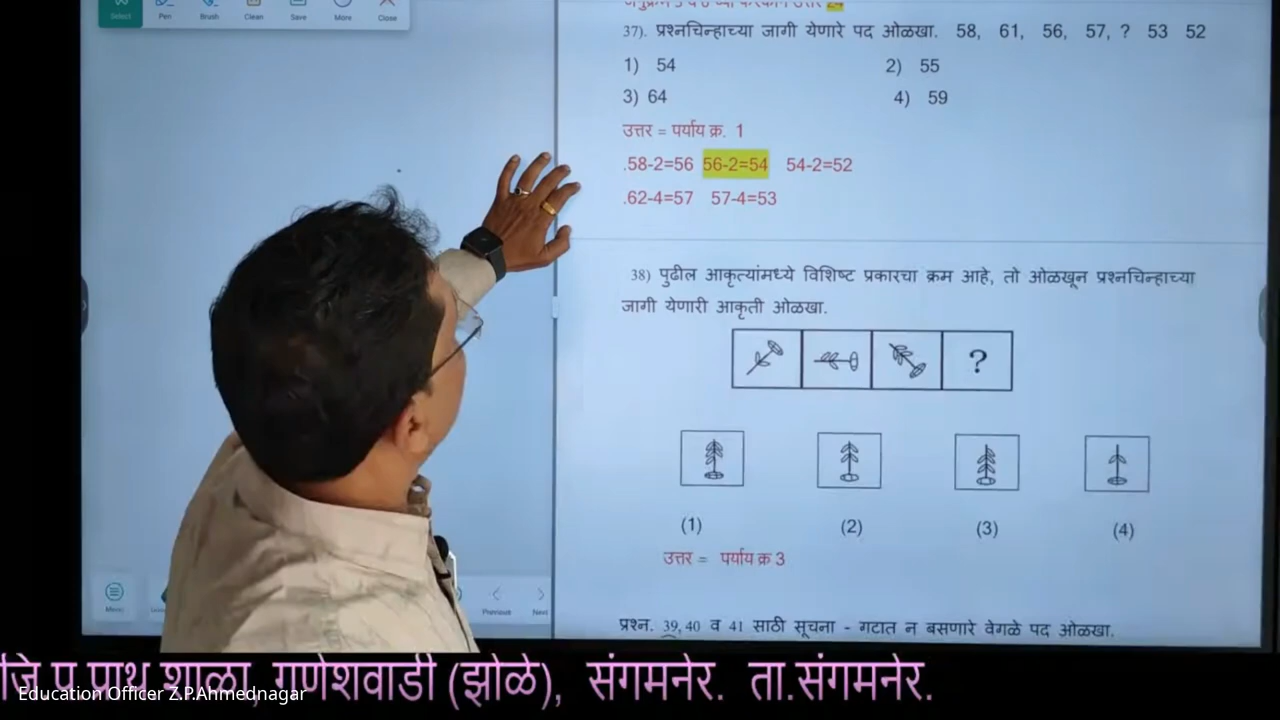 Select Pen Brush Clean Save More Close
37). प्रश्नचिन्हाच्या जागी येणारे पद ओळखा. 58, 61, 56, 57, ? 53 52
1) 54 2) 55
3) 64 4) 59
उत्तर = पर्याय क्र. 1
.58-2=56 56-2=54 54-2=52
.62-4=57 57-4=53
38) पुढील आकृत्यांमध्ये विशिष्ट प्रकारचा क्रम आहे, तो ओळखून प्रश्नचिन्हाच्या
जागी येणारी आकृती ओळखा.
?
(1) (2) (3) (4)
उत्तर = पर्याय क्र 3
Menu Previous Next
प्रश्न. 39, 40 व 41 साठी सूचना - गटात न बसणारे वेगळे पद ओळखा.
जि.प.प्राथ.शाळा, गणेशवाडी (झोळे), संगमनेर. ता.संगमनेर.
Education Officer Z.P.Ahmednagar